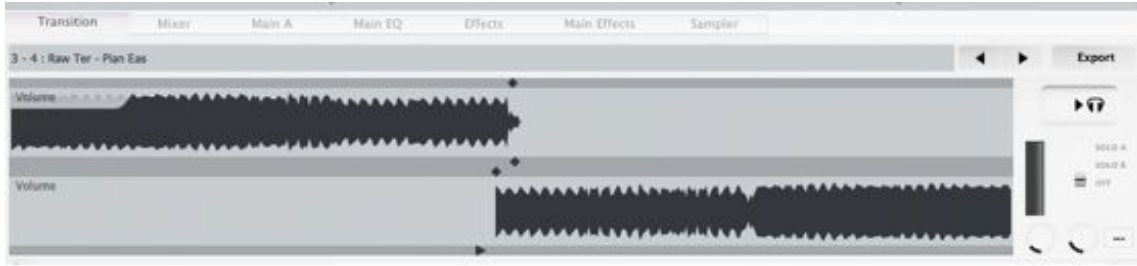 Transition Mixer Main A Main EQ Effects Main Effects Sampler
3 - 4 : Raw Ter - Plan Eas
Export
Volume
SOLO A
SOLO B
OFF
Volume